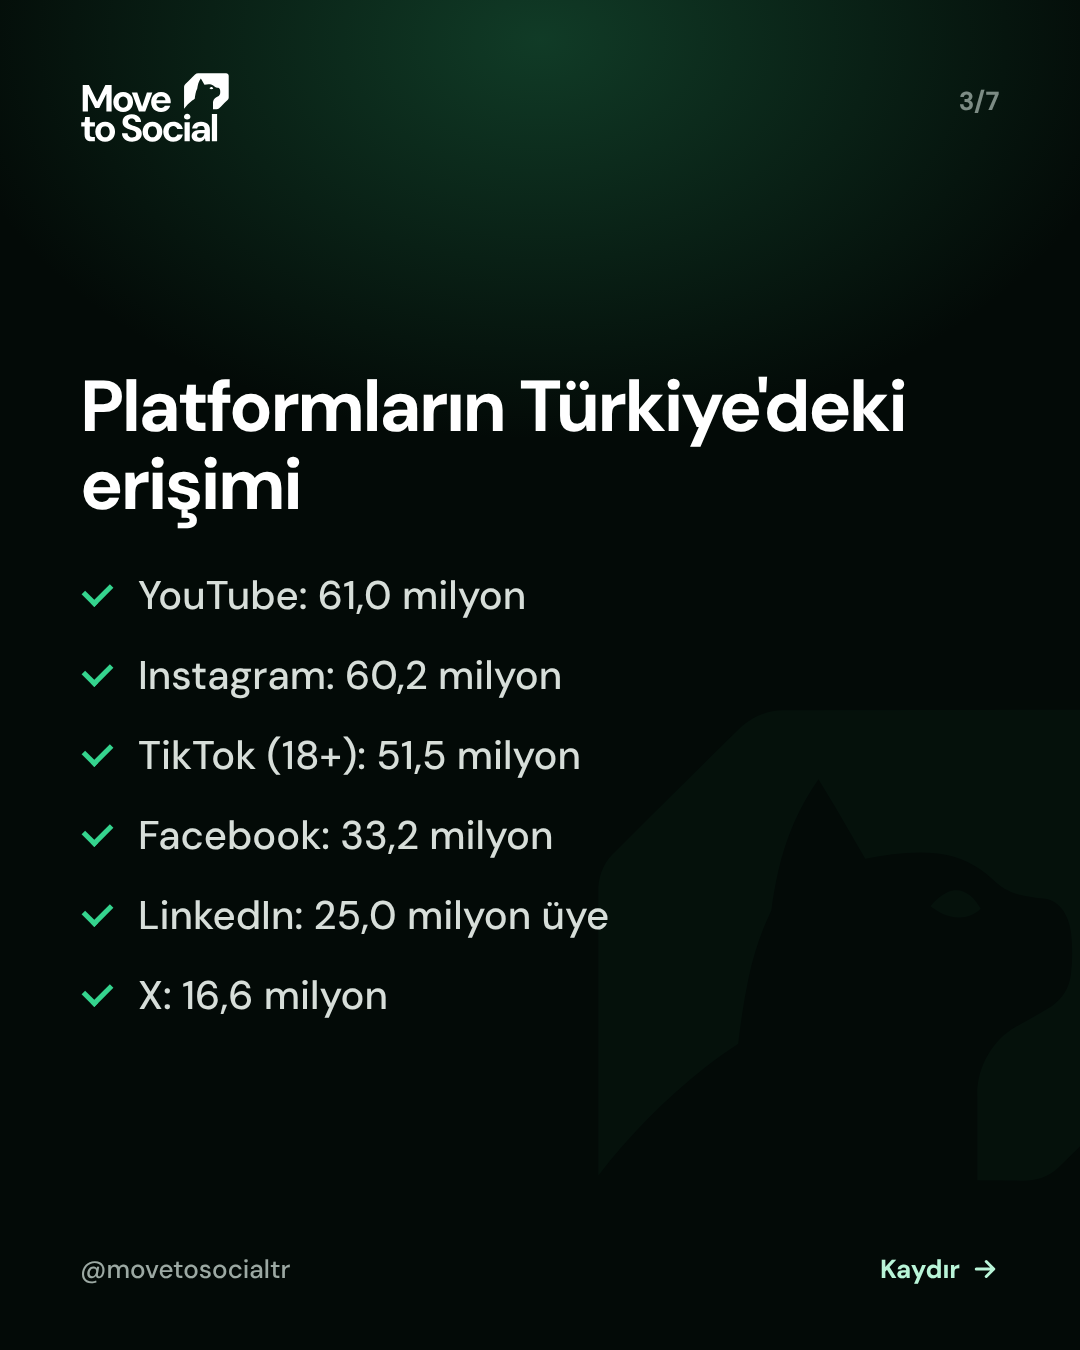 Move
to Social
3/7
Platformların Türkiye'deki
erişimi
YouTube: 61,0 milyon
Instagram: 60,2 milyon
TikTok (18+): 51,5 milyon
Facebook: 33,2 milyon
LinkedIn: 25,0 milyon üye
X: 16,6 milyon
@movetosocialtr
Kaydır →